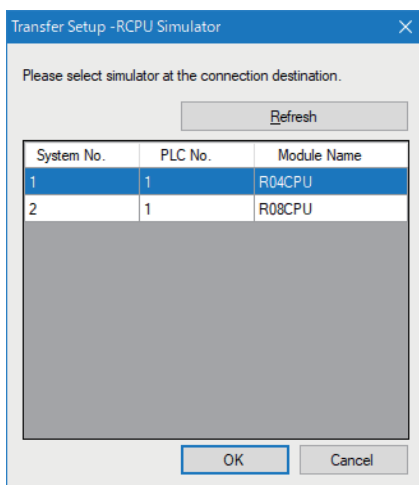 Transfer Setup -RCPU Simulator
Please select simulator at the connection destination.
Refresh
System No. PLC No. Module Name
1 1 R04CPU
2 1 R08CPU
OK Cancel